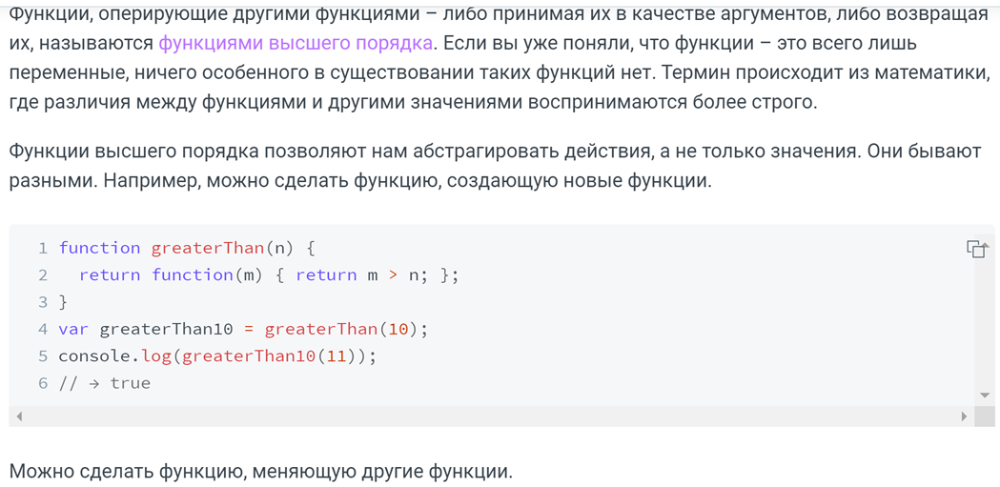 Функции, оперирующие другими функциями – либо принимая их в качестве аргументов, либо возвращая
их, называются функциями высшего порядка. Если вы уже поняли, что функции – это всего лишь
переменные, ничего особенного в существовании таких функций нет. Термин происходит из математики,
где различия между функциями и другими значениями воспринимаются более строго.
Функции высшего порядка позволяют нам абстрагировать действия, а не только значения. Они бывают
разными. Например, можно сделать функцию, создающую новые функции.
1 function greaterThan(n) {
2   return function(m) { return m > n; };
3 }
4 var greaterThan10 = greaterThan(10);
5 console.log(greaterThan10(11));
6 // → true
Можно сделать функцию, меняющую другие функции.